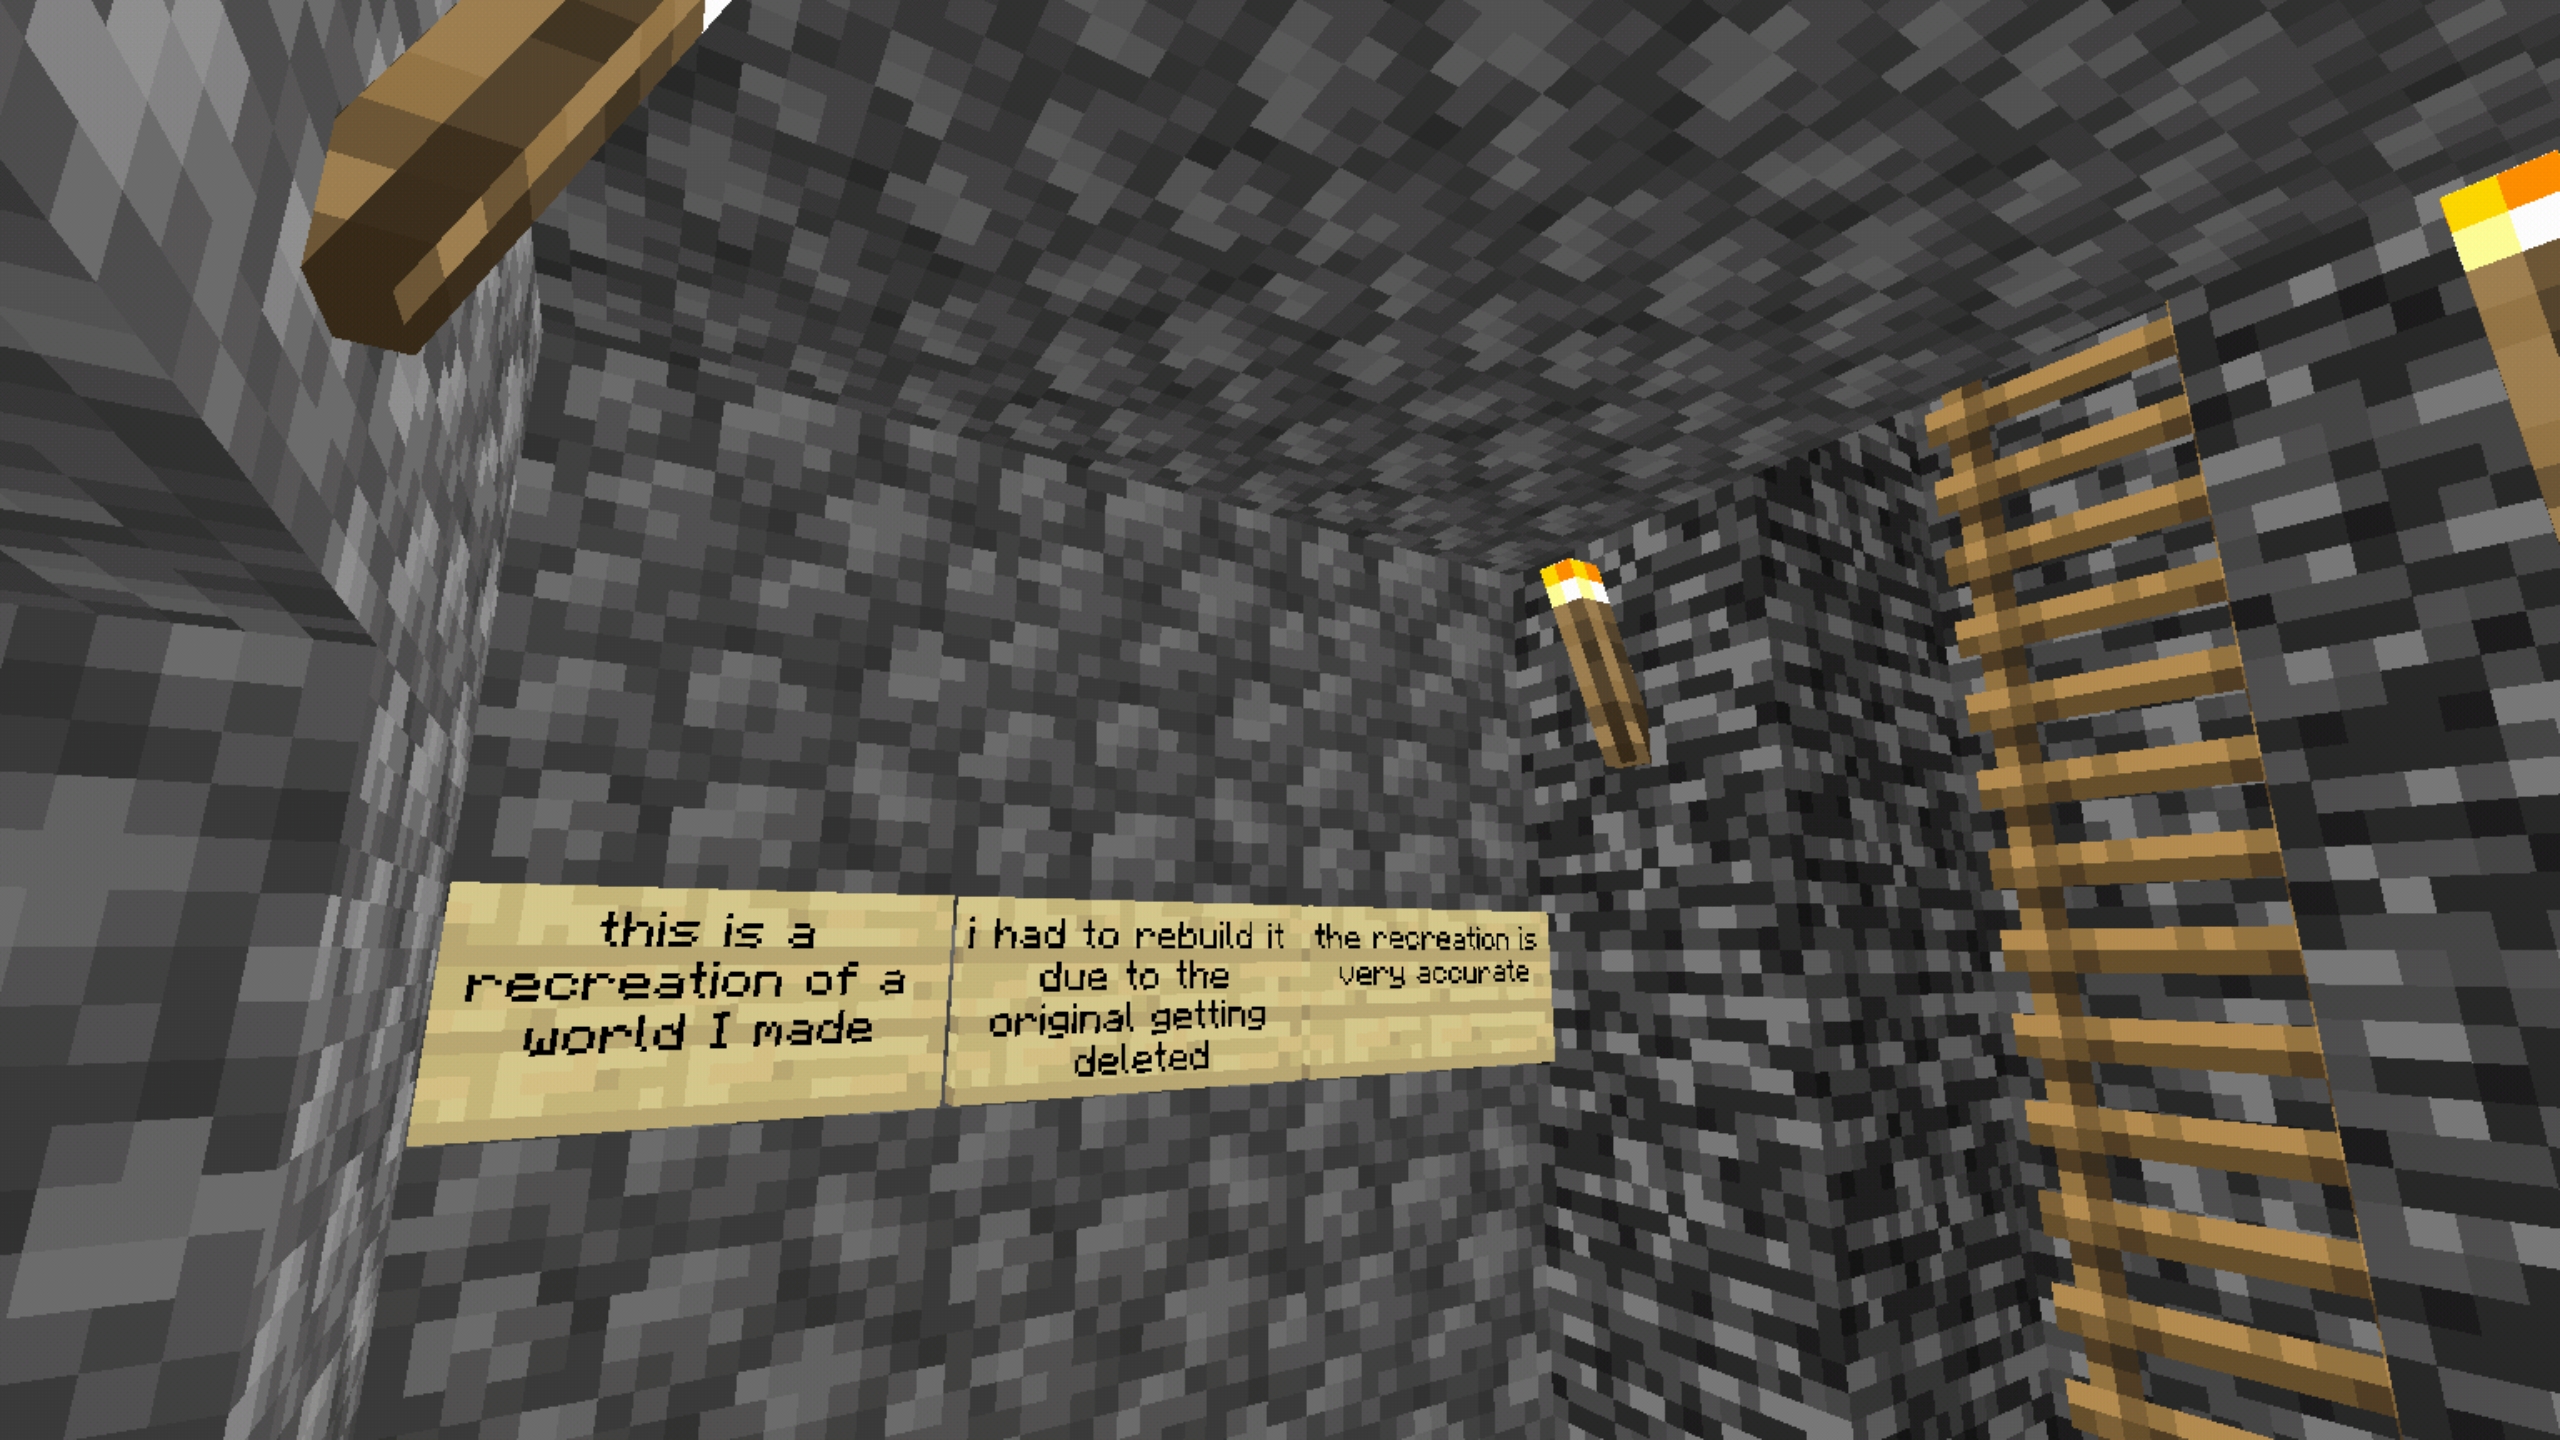 this is a
recreation of a
world I made
i had to rebuild it
due to the
original getting
deleted
the recreation is
very accurate